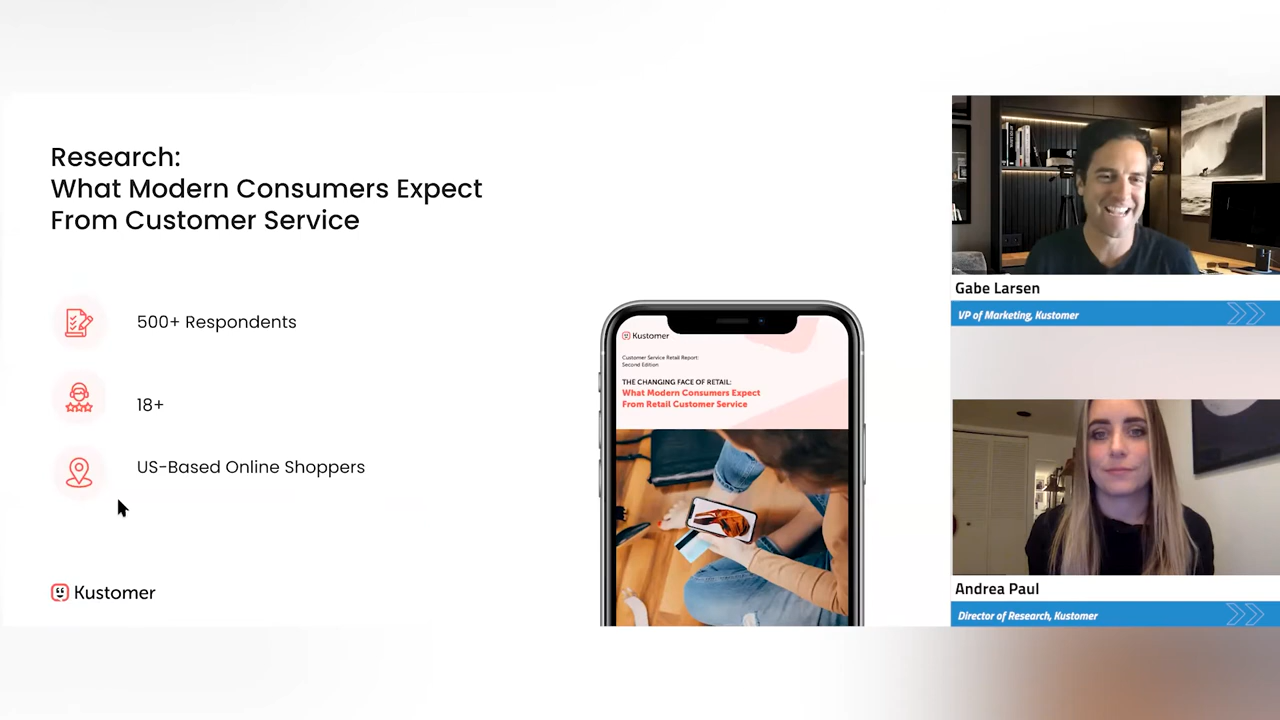 Research:
What Modern Consumers Expect
From Customer Service
500+ Respondents
18+
US-Based Online Shoppers
Kustomer
Kustomer
Customer Service Retail Report:
Second Edition
THE CHANGING FACE OF RETAIL:
What Modern Consumers Expect
From Retail Customer Service
Gabe Larsen
VP of Marketing, Kustomer
Andrea Paul
Director of Research, Kustomer